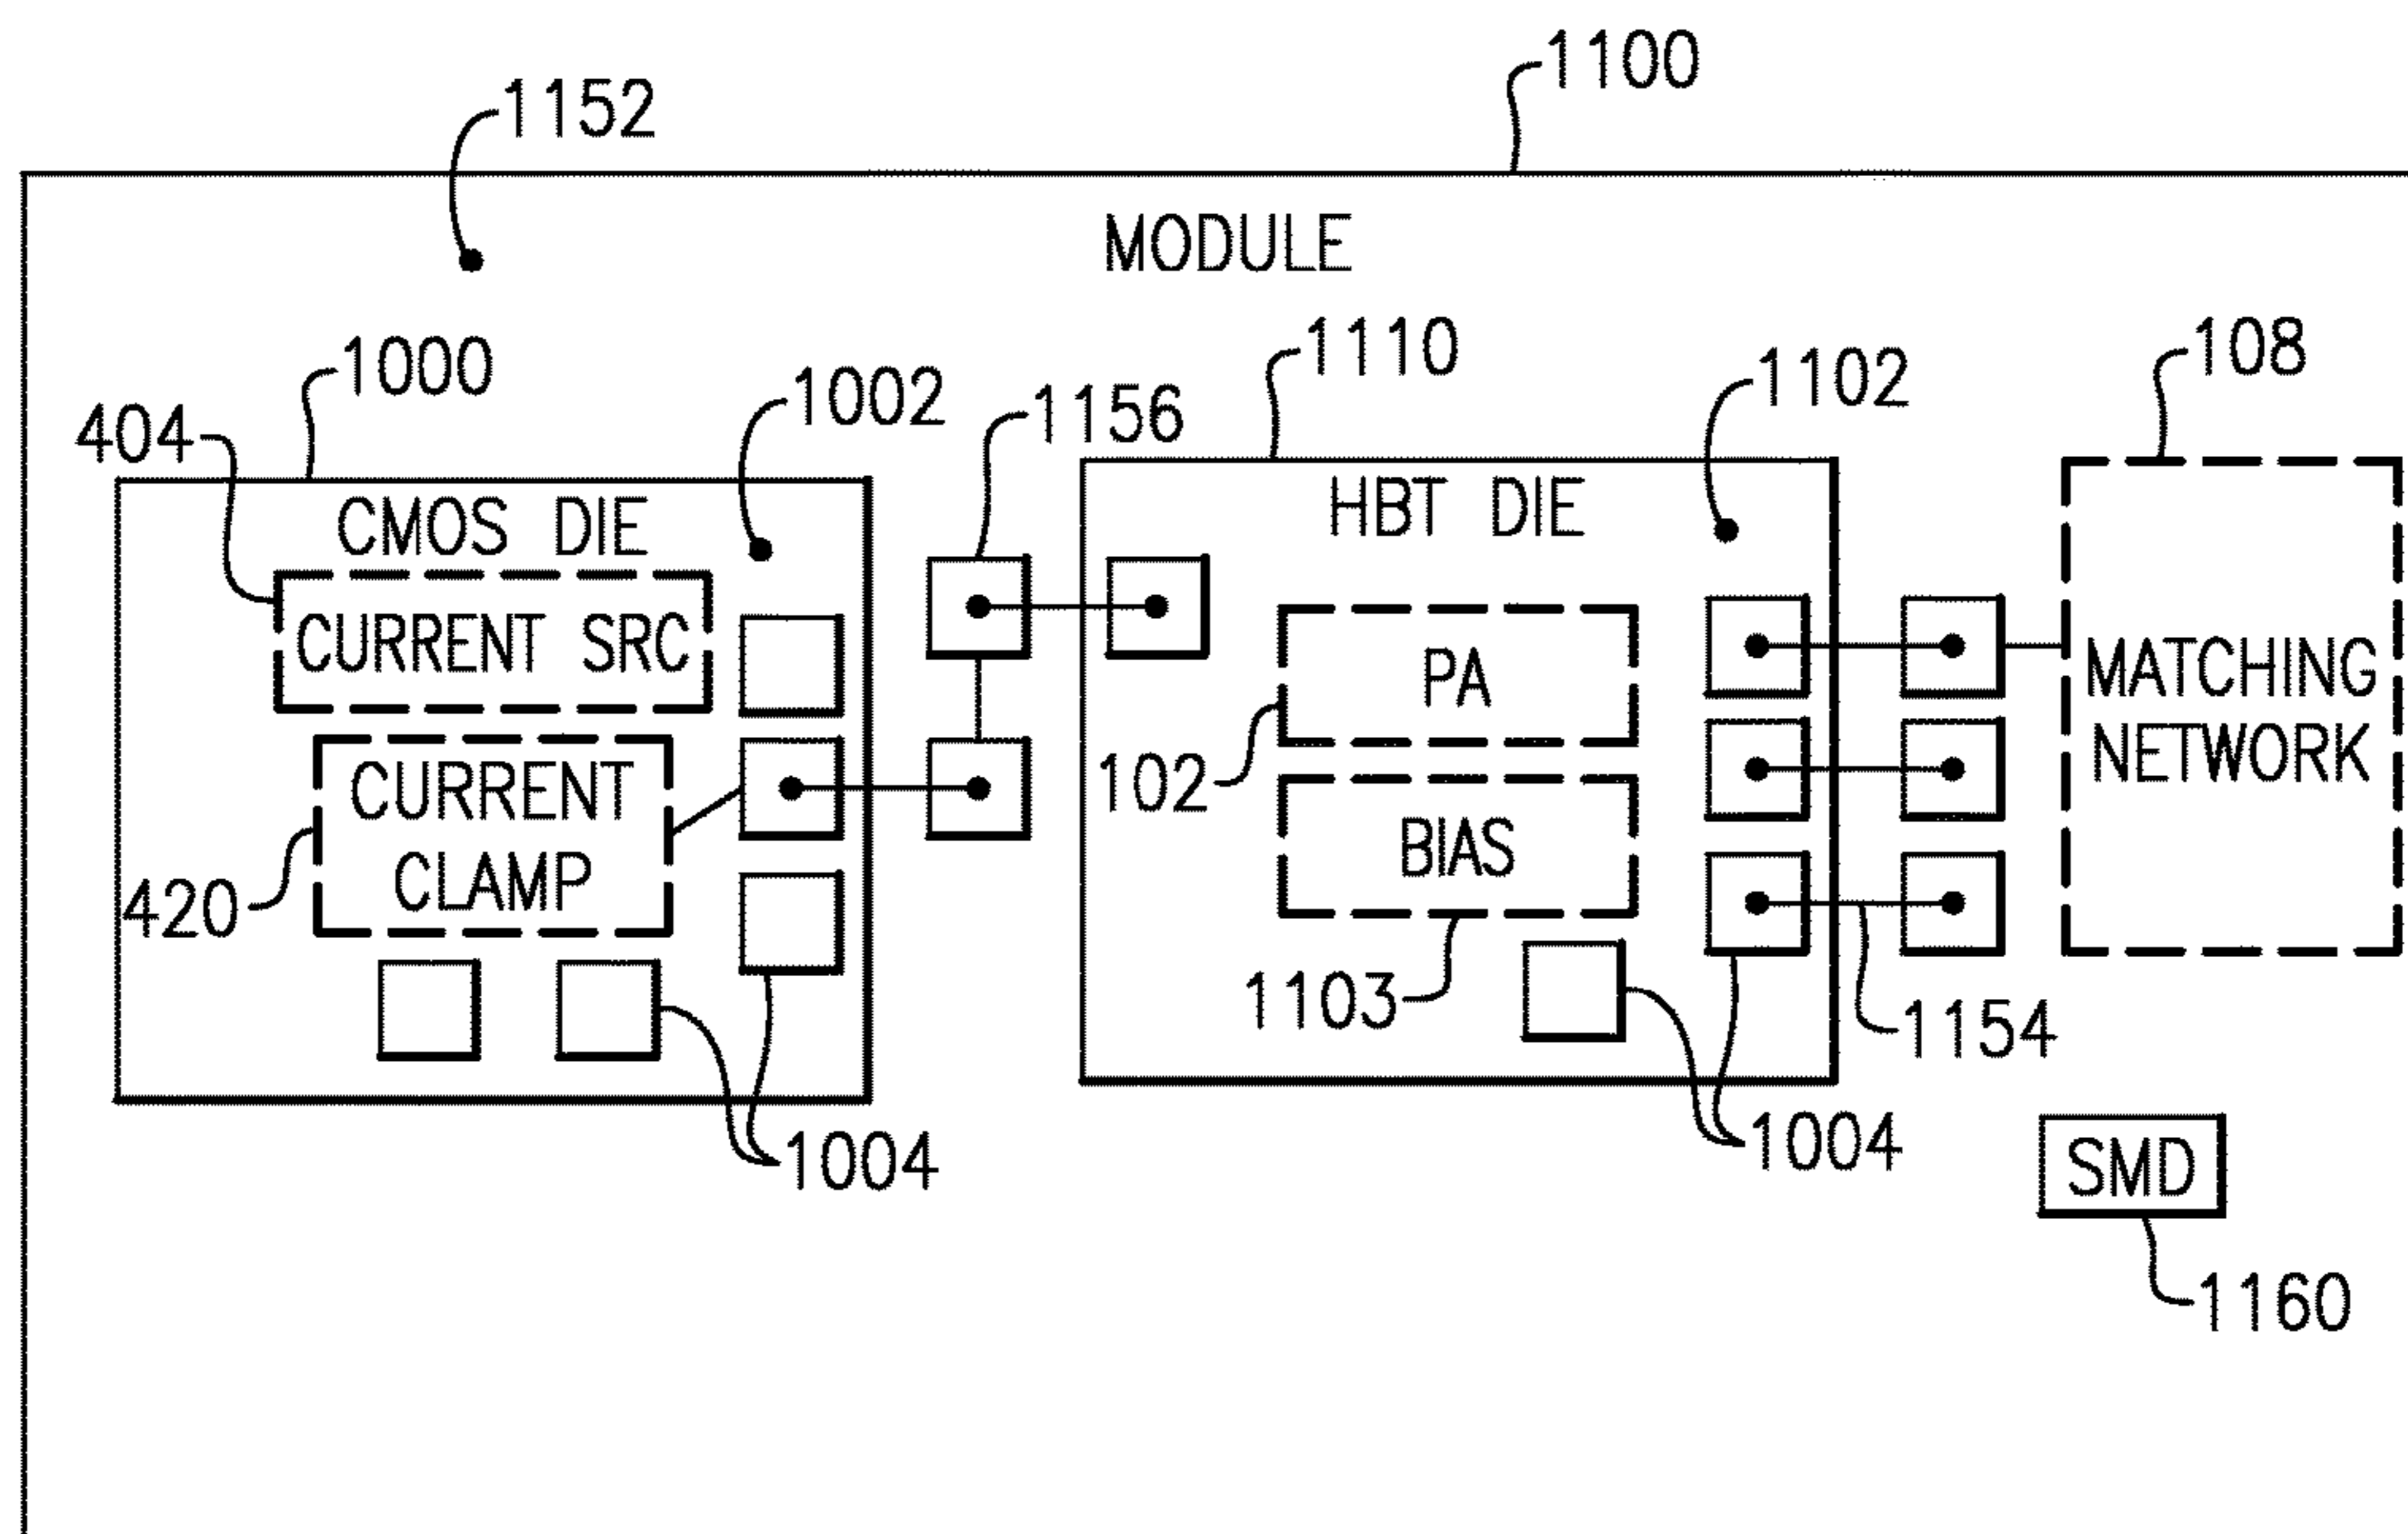 1100
1152
MODULE
1000
1110
108
1002
1102
1156
404
CMOS DIE
HBT DIE
CURRENT SRC
PA
MATCHING
NETWORK
102
CURRENT
CLAMP
BIAS
420
1103
1154
1004
1004
SMD
1160